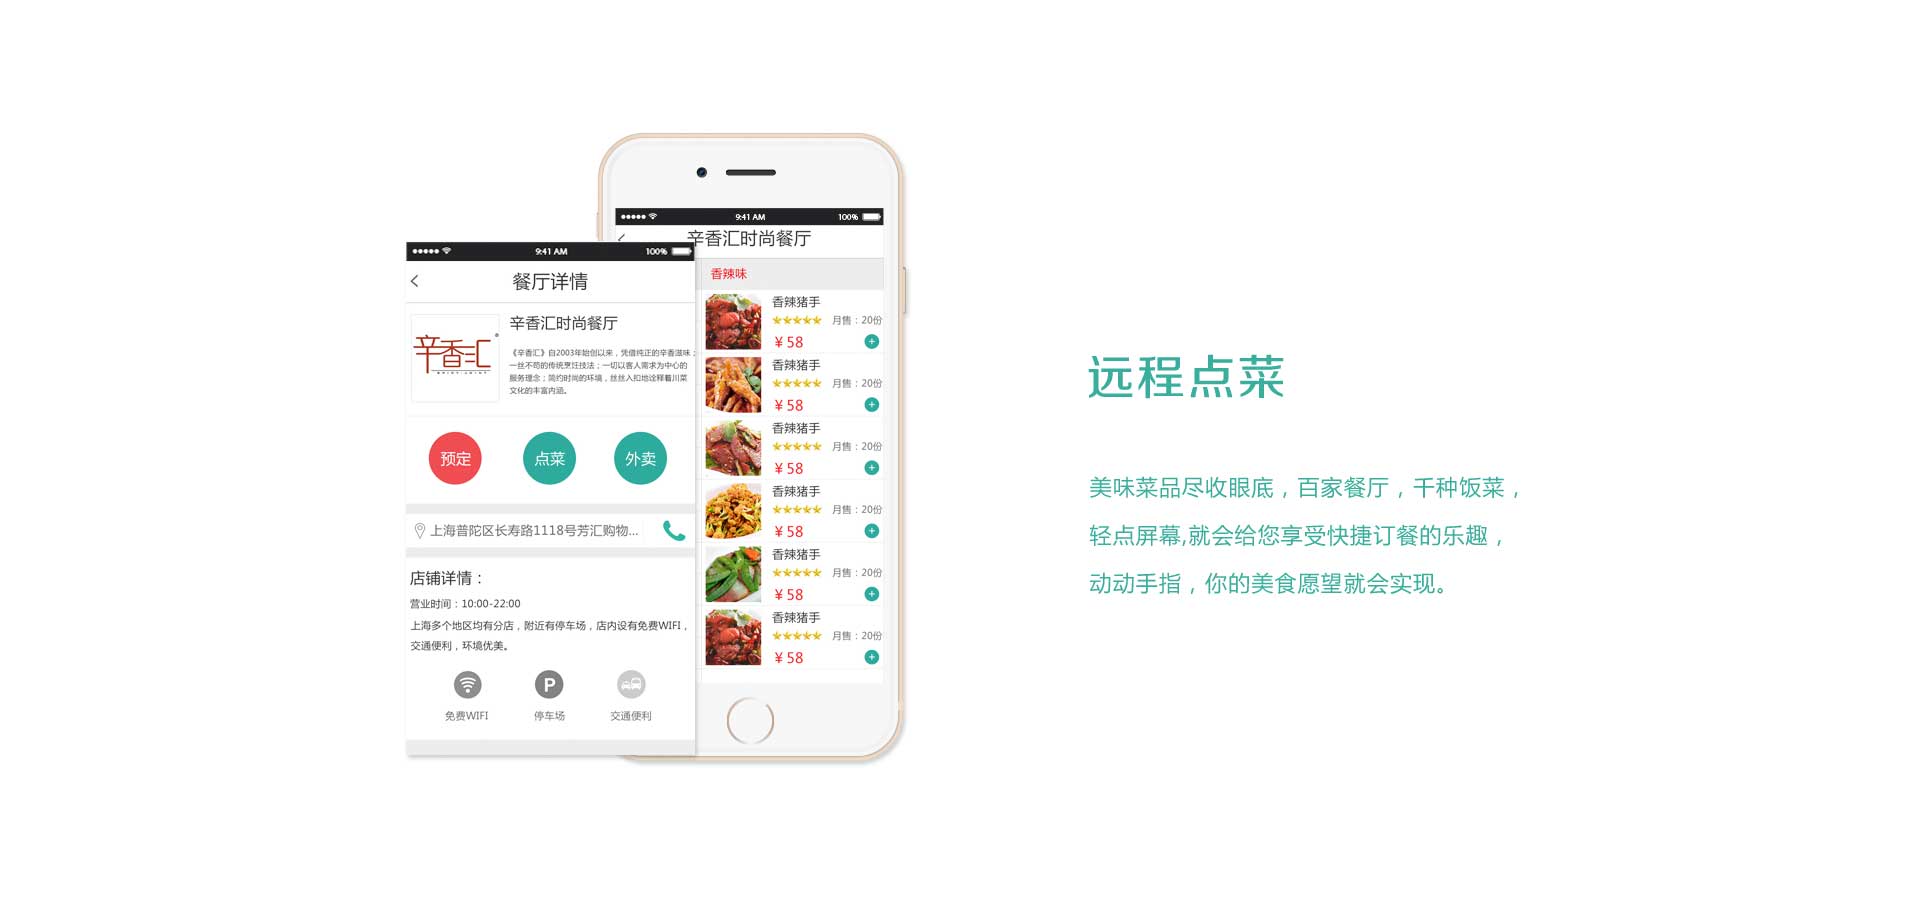 9:41 AM
100%
餐厅详情
辛香汇
辛香汇时尚餐厅
《辛香汇》自2003年始创以来，凭借纯正的辛香滋味；
一丝不苟的传统烹饪技法；一切以客人需求为中心的
服务理念；简约时尚的环境，丝丝入扣地诠释着川菜
文化的丰富内涵。
预定
点菜
外卖
上海普陀区长寿路1118号芳汇购物...
店铺详情：
营业时间：10:00-22:00
上海多个地区均有分店，附近有停车场，店内设有免费WIFI，
交通便利，环境优美。
P
免费WIFI
停车场
交通便利
9:41 AM
100%
辛香汇时尚餐厅
香辣味
香辣猪手
月售：20份
¥ 58
香辣猪手
月售：20份
¥ 58
香辣猪手
月售：20份
¥ 58
香辣猪手
月售：20份
¥ 58
香辣猪手
月售：20份
¥ 58
香辣猪手
月售：20份
¥ 58
远程点菜
美味菜品尽收眼底，百家餐厅，千种饭菜，
轻点屏幕,就会给您享受快捷订餐的乐趣，
动动手指，你的美食愿望就会实现。